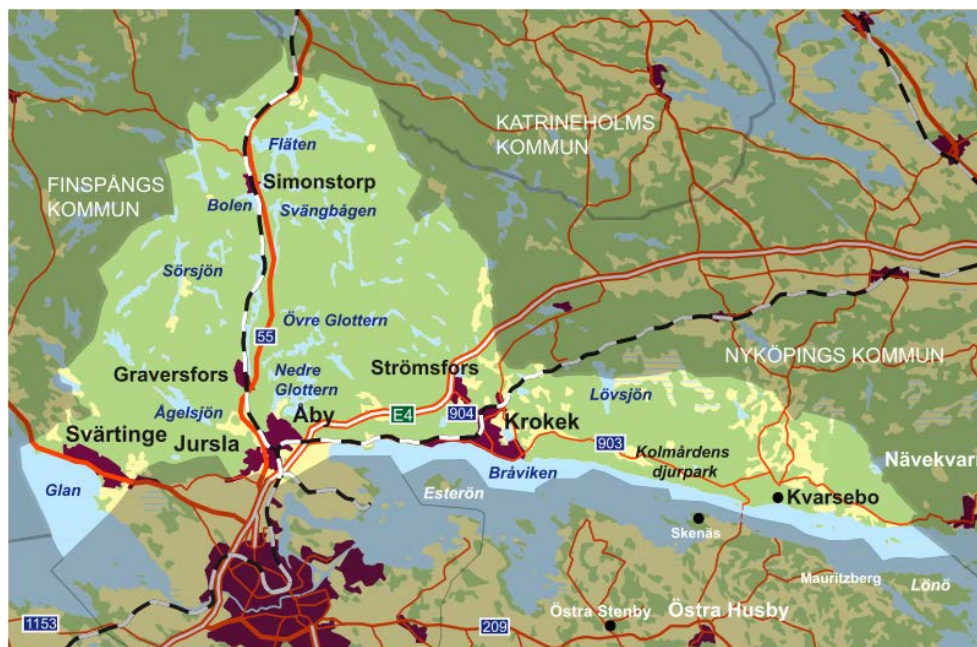 KATRINEHOLMS
KOMMUN
Fläten
FINSPÅNGS
KOMMUN
Simonstorp
Bolen
Svängbågen
Sörsjön
Övre Glottern
55
NYKÖPINGS KOMMUN
Graversfors
Nedre
Glottern
Strömsfors
Lövsjön
Ågelsjön
Åby
E4
904
Krokek
Svärtinge
Jursla
903
Kolmårdens
djurpark
Nävekvar
Bråviken
Glan
Esterön
Kvarsebo
Skenäs
Mauritzberg
Lönö
Östra Stenby
Östra Husby
1153
209